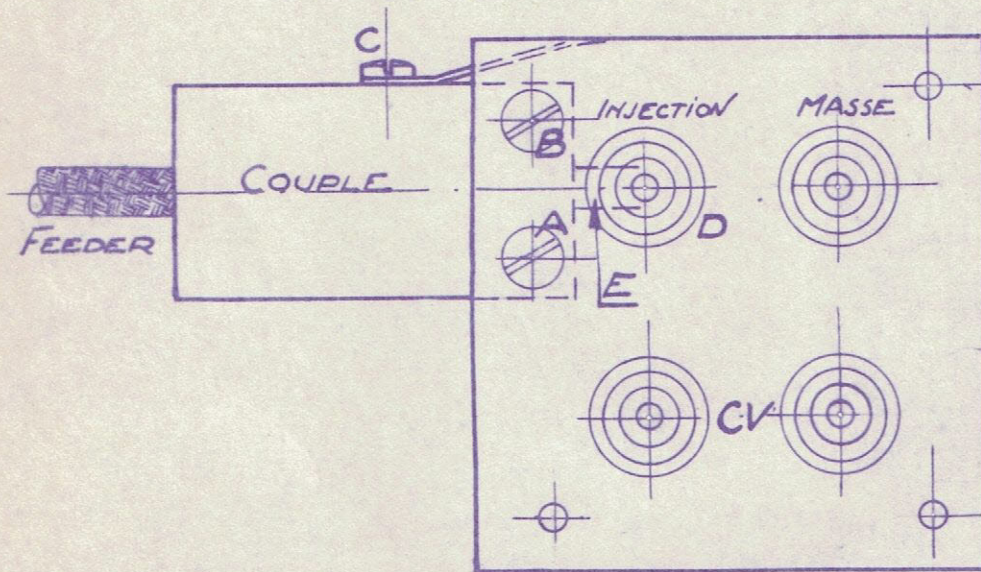 C
INJECTION
MASSE
B
COUPLE
A
D
FEEDER
E
CV